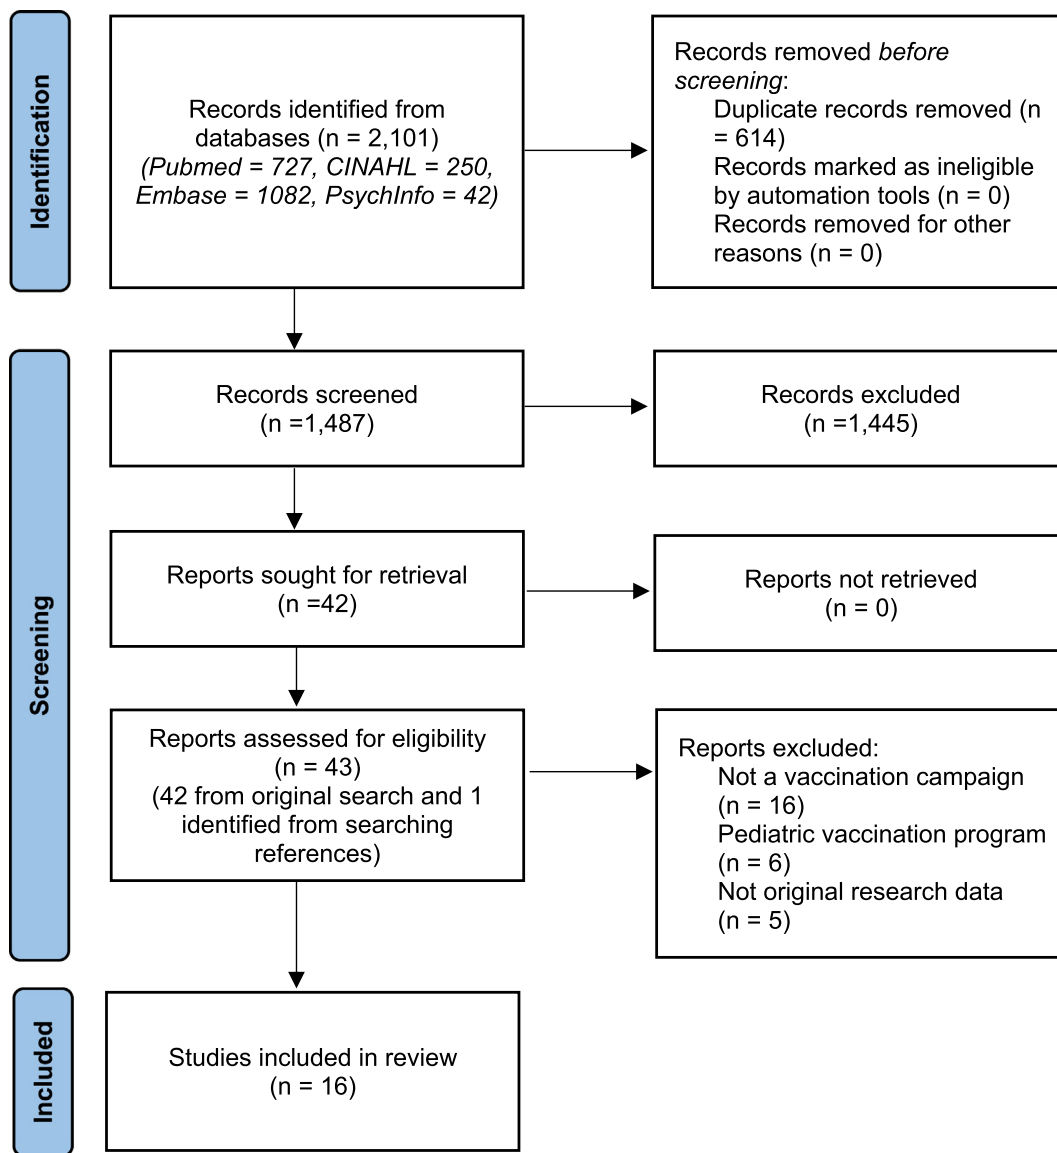 Identification
Records identified from
databases (n = 2,101)
(Pubmed = 727, CINAHL = 250,
Embase = 1082, PsychInfo = 42)
Records removed before
screening:
Duplicate records removed (n
= 614)
Records marked as ineligible
by automation tools (n = 0)
Records removed for other
reasons (n = 0)
Screening
Records screened
(n =1,487)
Records excluded
(n =1,445)
Reports sought for retrieval
(n =42)
Reports not retrieved
(n = 0)
Reports assessed for eligibility
(n = 43)
(42 from original search and 1
identified from searching
references)
Reports excluded:
Not a vaccination campaign
(n = 16)
Pediatric vaccination program
(n = 6)
Not original research data
(n = 5)
Included
Studies included in review
(n = 16)